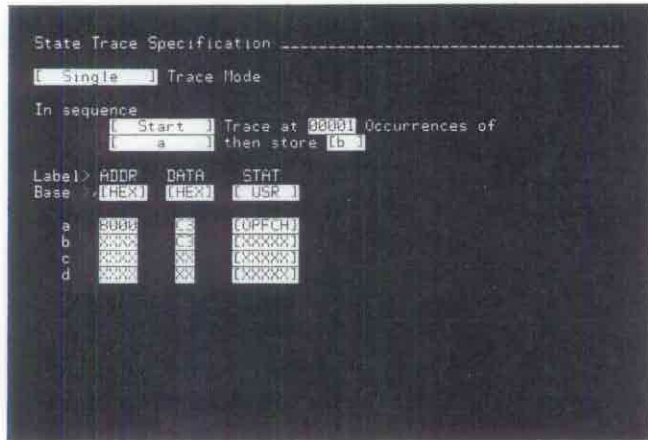 State Trace Specification
[ Single ] Trace Mode
In sequence
[ Start ] Trace at 00001 Occurrences of
[ a ] then store [b ]
Label> ADDR DATA STAT
Base > [HEX] [HEX] [ USR ]
a 8000 C3 [OPFCH]
b XXXX C3 [XXXXX]
c XXXX XX [XXXXX]
d XXXX XX [XXXXX]